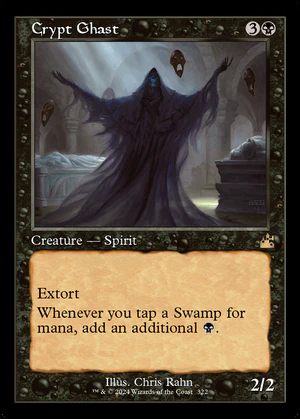 Crypt Ghast 3
Creature — Spirit
Extort
Whenever you tap a Swamp for
mana, add an additional .
Illus. Chris Rahn
™ & © 2024 Wizards of the Coast 322
2/2